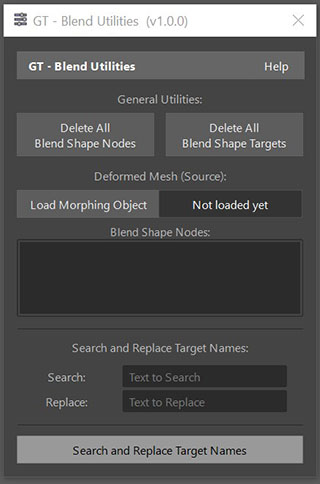 GT - Blend Utilities (v1.0.0)
GT - Blend Utilities Help
General Utilities:
Delete All Delete All
Blend Shape Nodes Blend Shape Targets
Deformed Mesh (Source):
Load Morphing Object Not loaded yet
Blend Shape Nodes:
Search and Replace Target Names:
Search: Text to Search
Replace: Text to Replace
Search and Replace Target Names